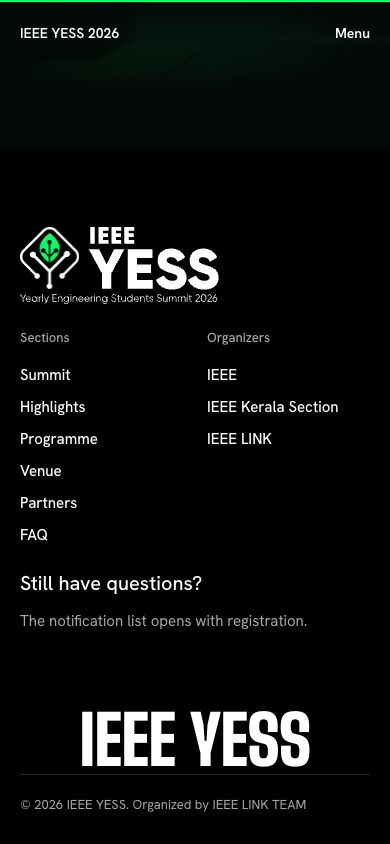 IEEE YESS 2026
Menu
IEEE
YESS
Yearly Engineering Students Summit 2026
Sections
Organizers
Summit
IEEE
Highlights
IEEE Kerala Section
Programme
IEEE LINK
Venue
Partners
FAQ
Still have questions?
The notification list opens with registration.
IEEE YESS
© 2026 IEEE YESS. Organized by IEEE LINK TEAM